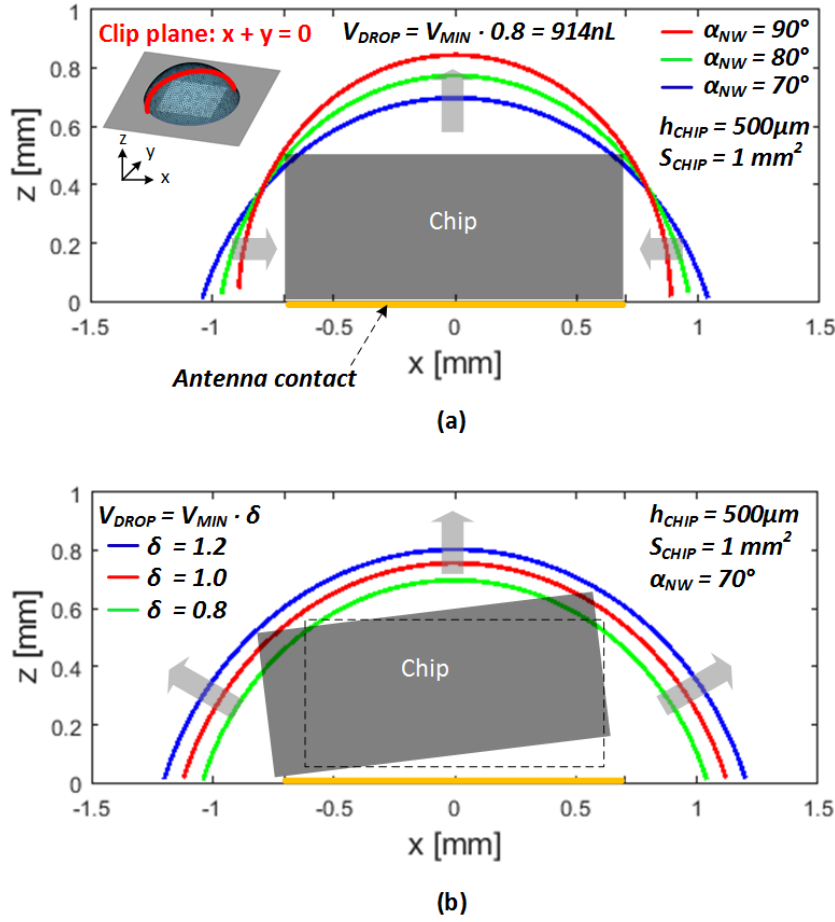 Clip plane: x + y = 0
V_DROP = V_MIN · 0.8 = 914nL
α_NW = 90°
α_NW = 80°
α_NW = 70°
h_CHIP = 500µm
S_CHIP = 1 mm²
z
y
x
Chip
z [mm]
1
0.8
0.6
0.4
0.2
0
-1.5
-1
-0.5
0
0.5
1
1.5
x [mm]
Antenna contact
(a)
V_DROP = V_MIN · δ
δ = 1.2
δ = 1.0
δ = 0.8
h_CHIP = 500µm
S_CHIP = 1 mm²
α_NW = 70°
Chip
z [mm]
1
0.8
0.6
0.4
0.2
0
-1.5
-1
-0.5
0
0.5
1
1.5
x [mm]
(b)